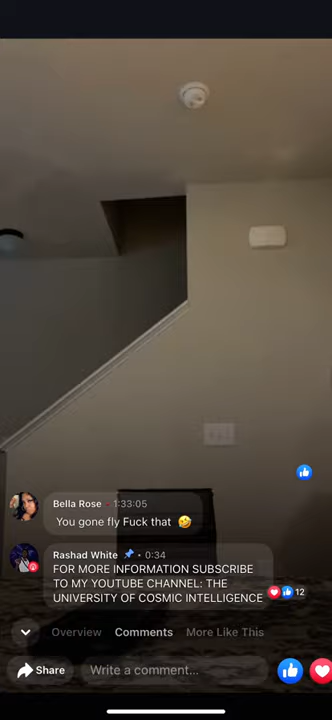 Bella Rose • 1:33:05
You gone fly Fuck that 🤣
Rashad White 📌 • 0:34
FOR MORE INFORMATION SUBSCRIBE
TO MY YOUTUBE CHANNEL: THE
UNIVERSITY OF COSMIC INTELLIGENCE
12
Overview Comments More Like This
Share Write a comment...